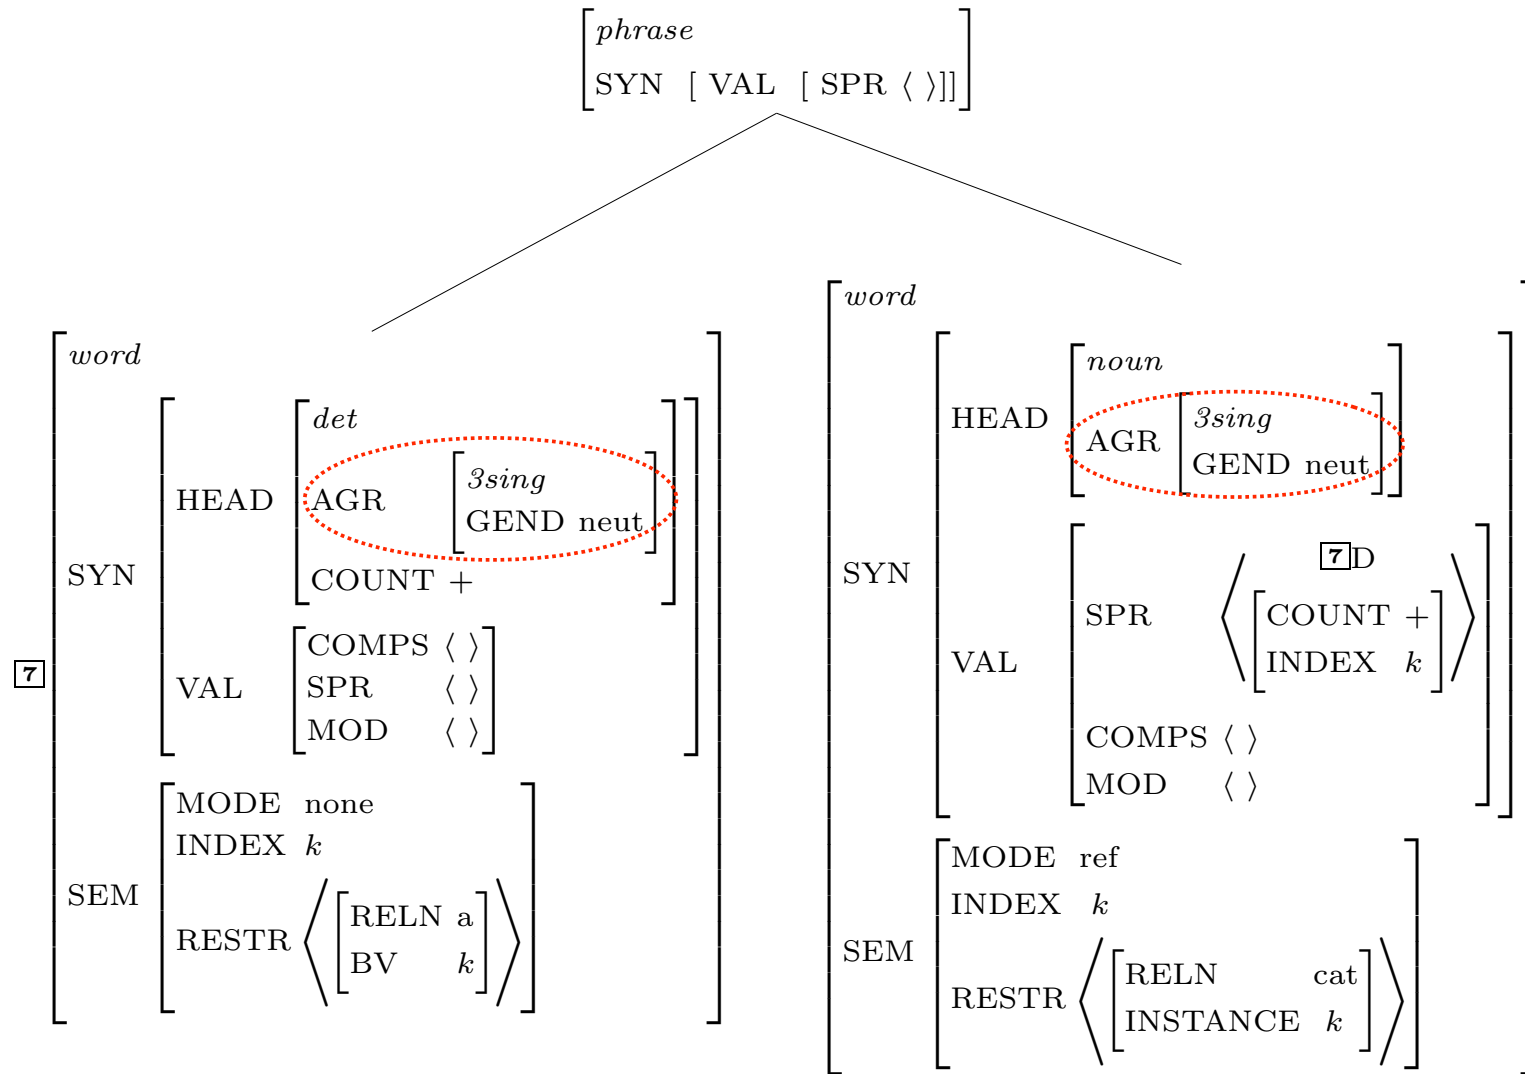 phrase
SYN [ VAL [ SPR ⟨ ⟩]]
word
det
AGR
3sing
GEND neut
HEAD
COUNT +
SYN
COMPS ⟨ ⟩
SPR ⟨ ⟩
MOD ⟨ ⟩
VAL
7
MODE none
INDEX k
SEM
RESTR
RELN a
BV k
word
noun
HEAD
AGR
3sing
GEND neut
SYN
7 D
SPR
COUNT +
INDEX k
VAL
COMPS ⟨ ⟩
MOD ⟨ ⟩
MODE ref
INDEX k
SEM
RESTR
RELN cat
INSTANCE k